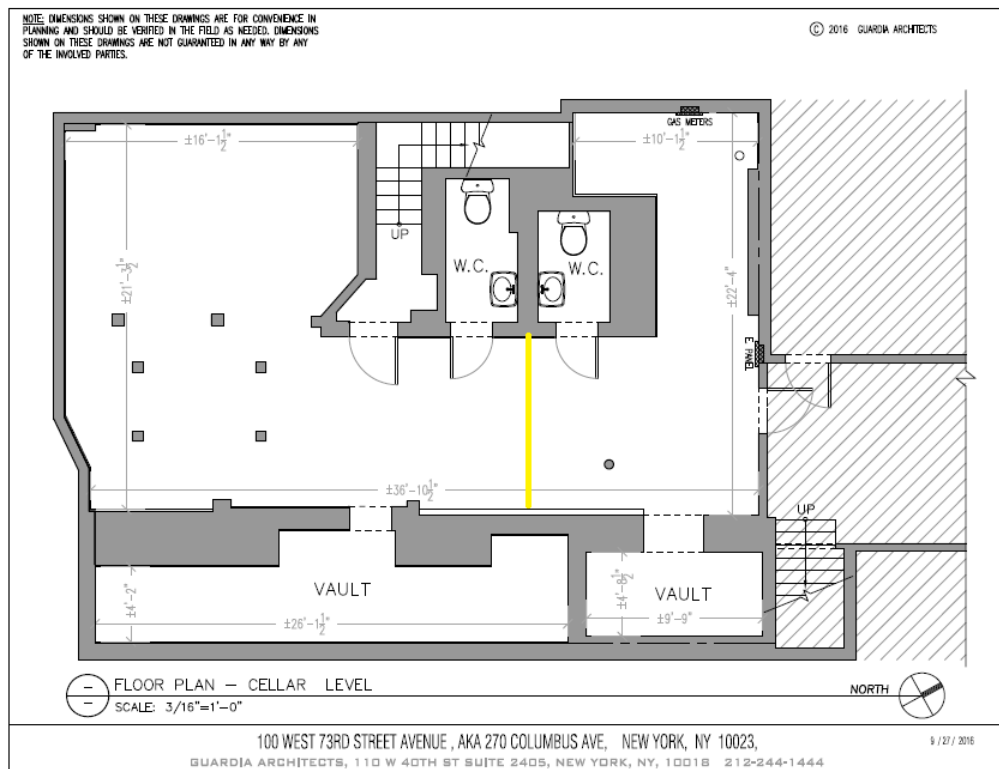 NOTE: DIMENSIONS SHOWN ON THESE DRAWINGS ARE FOR CONVENIENCE IN
PLANNING AND SHOULD BE VERIFIED IN THE FIELD AS NEEDED. DIMENSIONS
SHOWN ON THESE DRAWINGS ARE NOT GUARANTEED IN ANY WAY BY ANY
OF THE INVOLVED PARTIES.
© 2016 GUARDIA ARCHITECTS
GAS METERS
±16'-1½"
±10'-1½"
UP
W.C.
W.C.
±21'-3½"
±22'-4"
E. PANEL
±36'-10½"
UP
VAULT
±4'-2"
±26'-1½"
±4'-8½"
VAULT
±9'-9"
FLOOR PLAN - CELLAR LEVEL
SCALE: 3/16"=1'-0"
NORTH
100 WEST 73RD STREET AVENUE , AKA 270 COLUMBUS AVE, NEW YORK, NY 10023,
9 / 27 / 2016
GUARDIA ARCHITECTS, 110 W 40TH ST SUITE 2405, NEW YORK, NY, 10018 212-244-1444